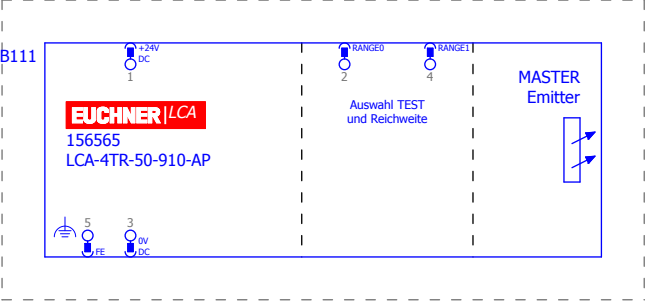 B111
+24V
DC
1
RANGE0
2
RANGE1
4
MASTER
Emitter
EUCHNER LCA
156565
LCA-4TR-50-910-AP
Auswahl TEST
und Reichweite
5
FE
3
0V
DC